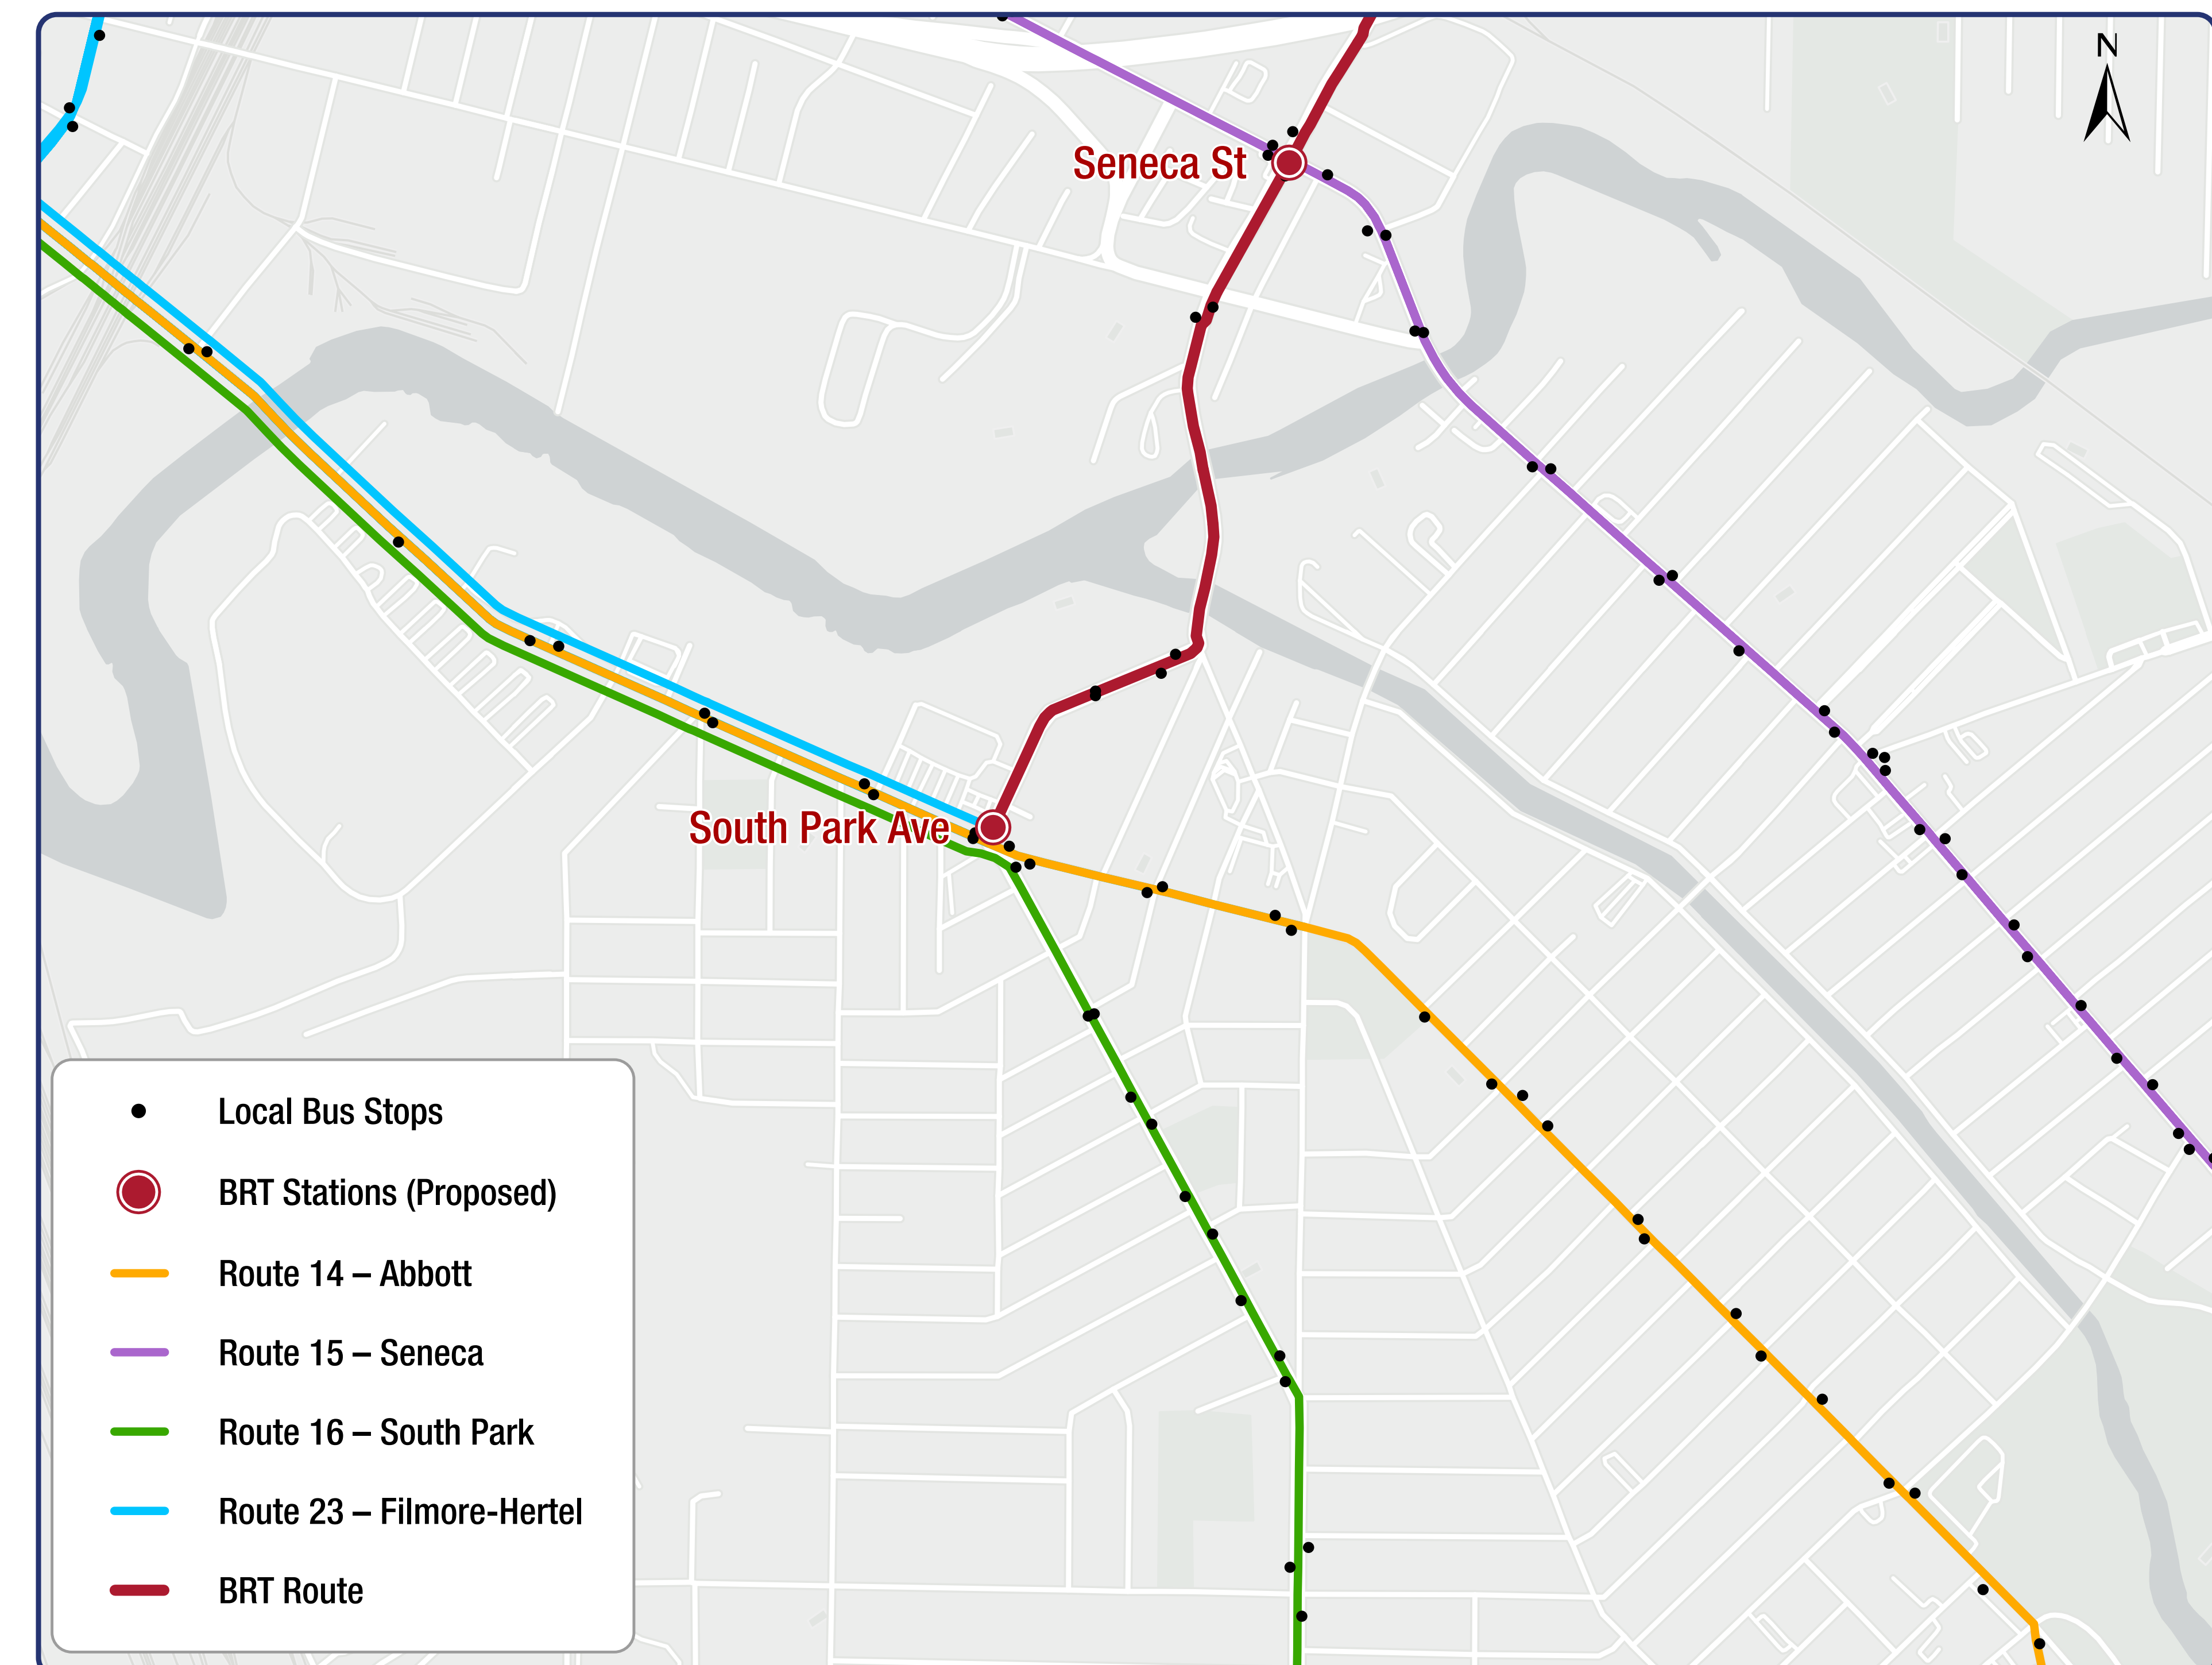 N
Seneca St
South Park Ave
Local Bus Stops
BRT Stations (Proposed)
Route 14 – Abbott
Route 15 – Seneca
Route 16 – South Park
Route 23 – Filmore-Hertel
BRT Route